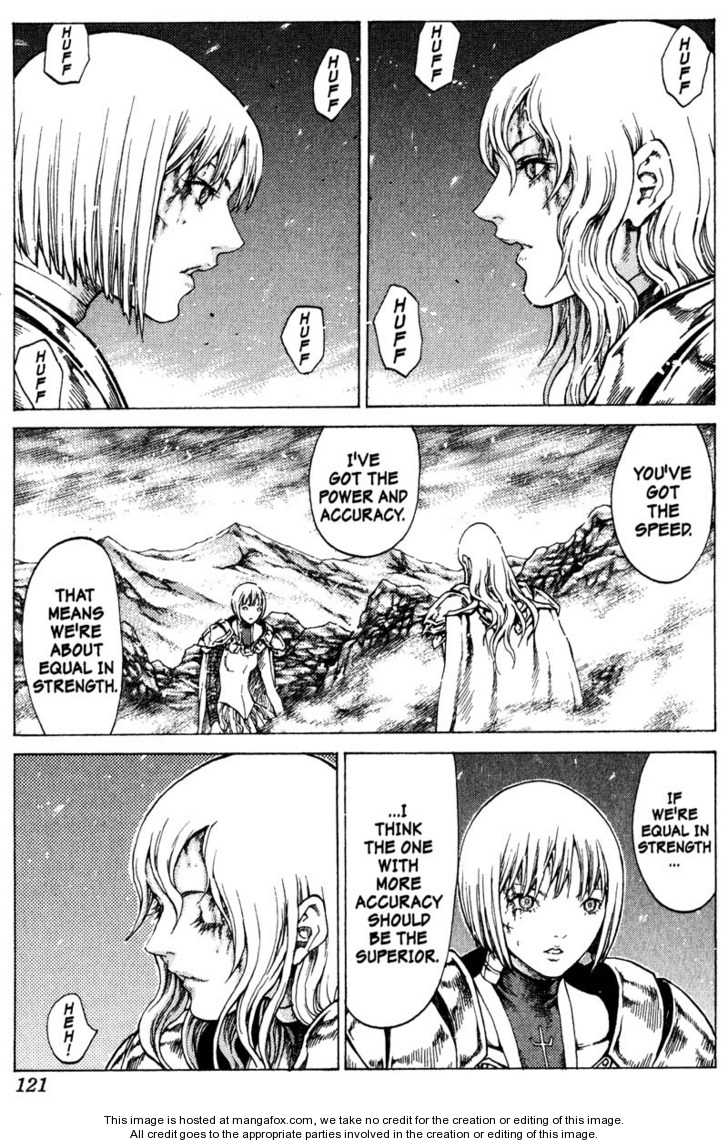 HUFF
HUFF
HUFF
HUFF
HUFF
HUFF
HUFF
YOU'VE
GOT
THE
SPEED.
I'VE
GOT THE
POWER AND
ACCURACY.
THAT
MEANS
WE'RE
ABOUT
EQUAL IN
STRENGTH.
IF
WE'RE
EQUAL IN
STRENGTH
...
...I
THINK
THE ONE
WITH
MORE
ACCURACY
SHOULD
BE THE
SUPERIOR.
HEH!
121
This image is hosted at mangafox.com, we take no credit for the creation or editing of this image.
All credit goes to the appropriate parties involved in the creation or editing of this image.